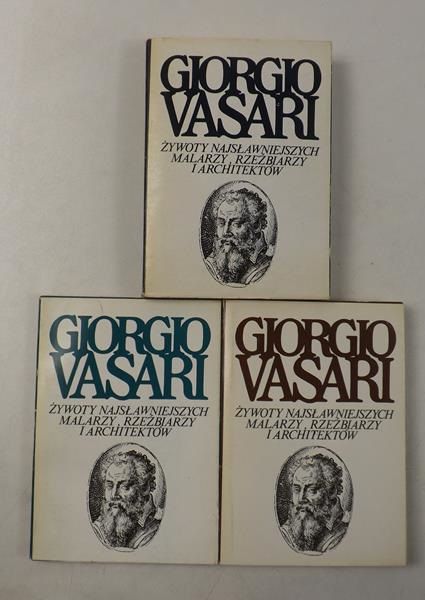 GIORGIO
VASARI
ŻYWOTY NAJSŁAWNIEJSZYCH
MALARZY, RZEŹBIARZY
I ARCHITEKTÓW
GIORGIO
VASARI
ŻYWOTY NAJSŁAWNIEJSZYCH
MALARZY, RZEŹBIARZY
I ARCHITEKTÓW
GIORGIO
VASARI
ŻYWOTY NAJSŁAWNIEJSZYCH
MALARZY, RZEŹBIARZY
I ARCHITEKTÓW